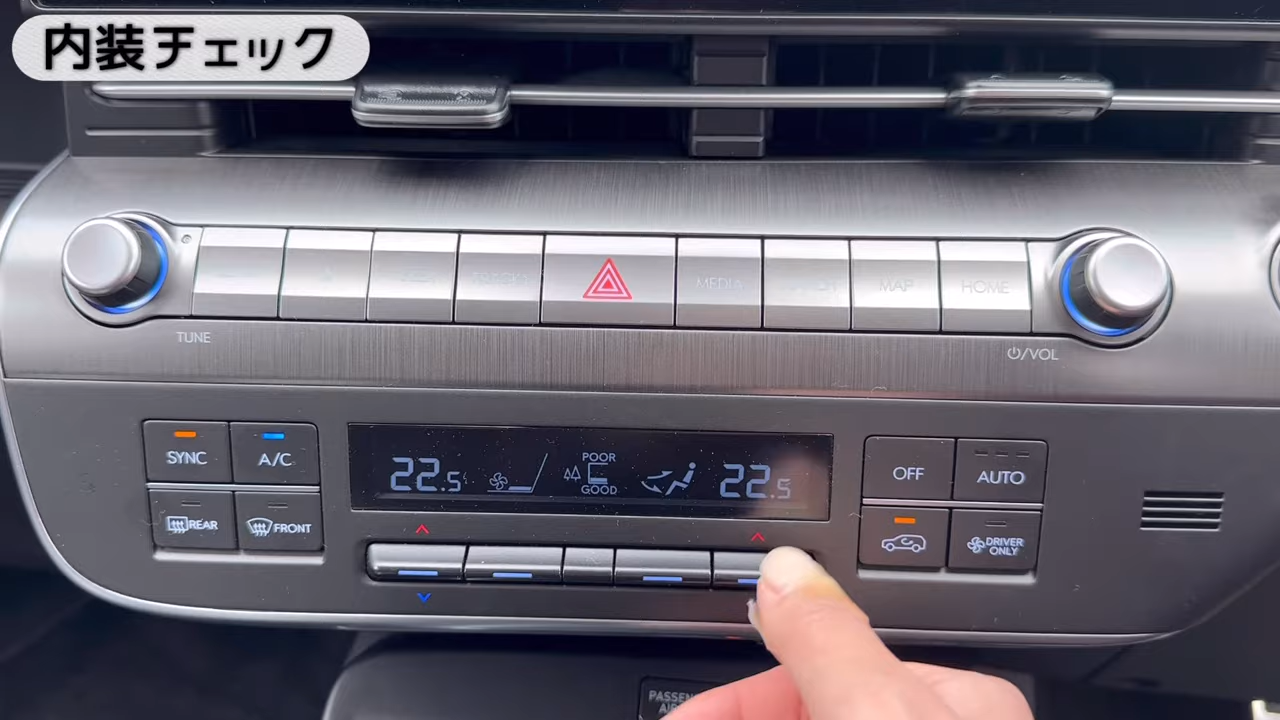 内装チェック
MEDIA
MAP
HOME
TUNE
⏻/VOL
SYNC
A/C
REAR
FRONT
22.5
POOR
GOOD
22.5
OFF
AUTO
DRIVER
ONLY